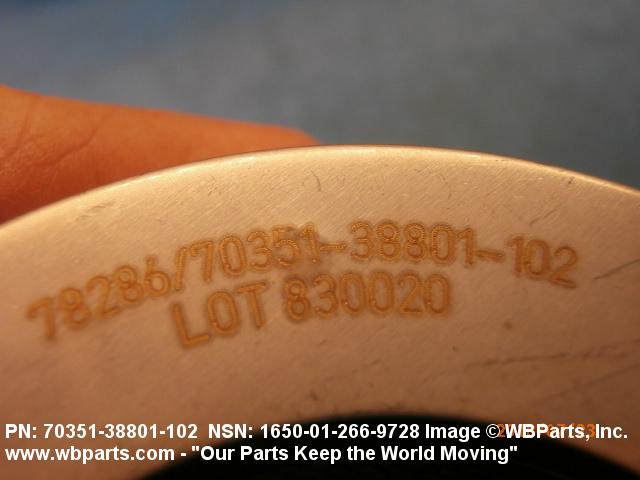 78286/70351-38801-102
LOT 830020
PN: 70351-38801-102 NSN: 1650-01-266-9728 Image © WBParts, Inc.
www.wbparts.com - "Our Parts Keep the World Moving"